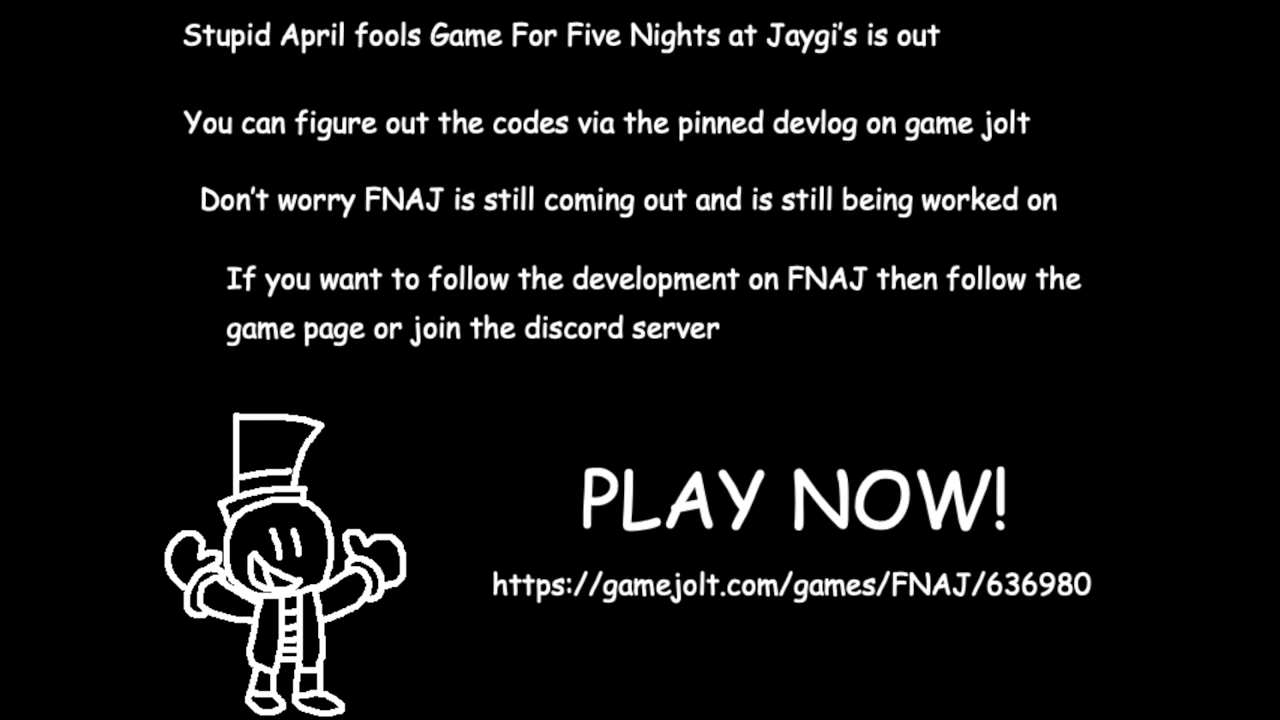 Stupid April fools Game For Five Nights at Jaygi's is out
You can figure out the codes via the pinned devlog on game jolt
Don't worry FNAJ is still coming out and is still being worked on
If you want to follow the development on FNAJ then follow the
game page or join the discord server
PLAY NOW!
https://gamejolt.com/games/FNAJ/636980